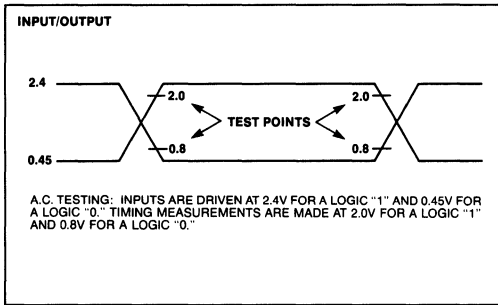 INPUT/OUTPUT
2.4
2.0
2.0
TEST POINTS
0.8
0.8
0.45
A.C. TESTING: INPUTS ARE DRIVEN AT 2.4V FOR A LOGIC "1" AND 0.45V FOR
A LOGIC "0." TIMING MEASUREMENTS ARE MADE AT 2.0V FOR A LOGIC "1"
AND 0.8V FOR A LOGIC "0."